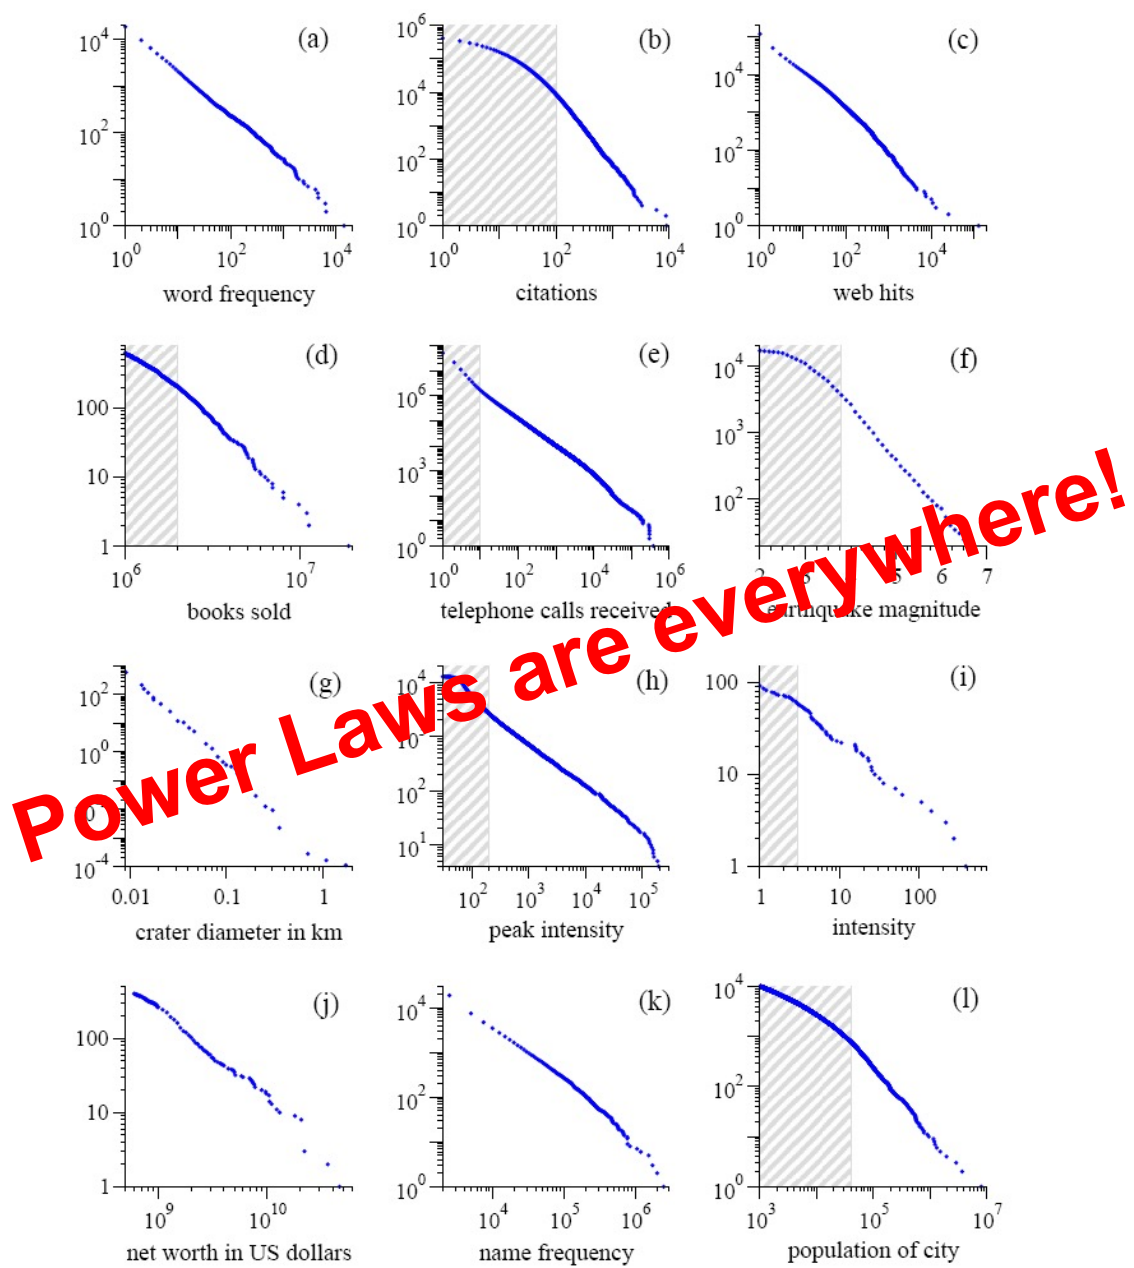 (a) (b) (c)
10^4 10^2 10^0
10^0 10^2 10^4
word frequency
10^6 10^4 10^2 10^0
10^0 10^2 10^4
citations
10^4 10^2 10^0
10^0 10^2 10^4
web hits
(d) (e) (f)
100 10 1
10^6 10^7
books sold
10^6 10^3 10^0
10^0 10^2 10^4 10^6
telephone calls received
10^4 10^3 10^2
2 3 5 6 7
earthquake magnitude
Power Laws are everywhere!
(g) (h) (i)
10^2 10^0 10^-4
0.01 0.1 1
crater diameter in km
10^4 10^3 10^2 10^1
10^2 10^3 10^4 10^5
peak intensity
100 10 1
1 10 100
intensity
(j) (k) (l)
100 10 1
10^9 10^10
net worth in US dollars
10^4 10^2 10^0
10^4 10^5 10^6
name frequency
10^4 10^2 10^0
10^3 10^5 10^7
population of city